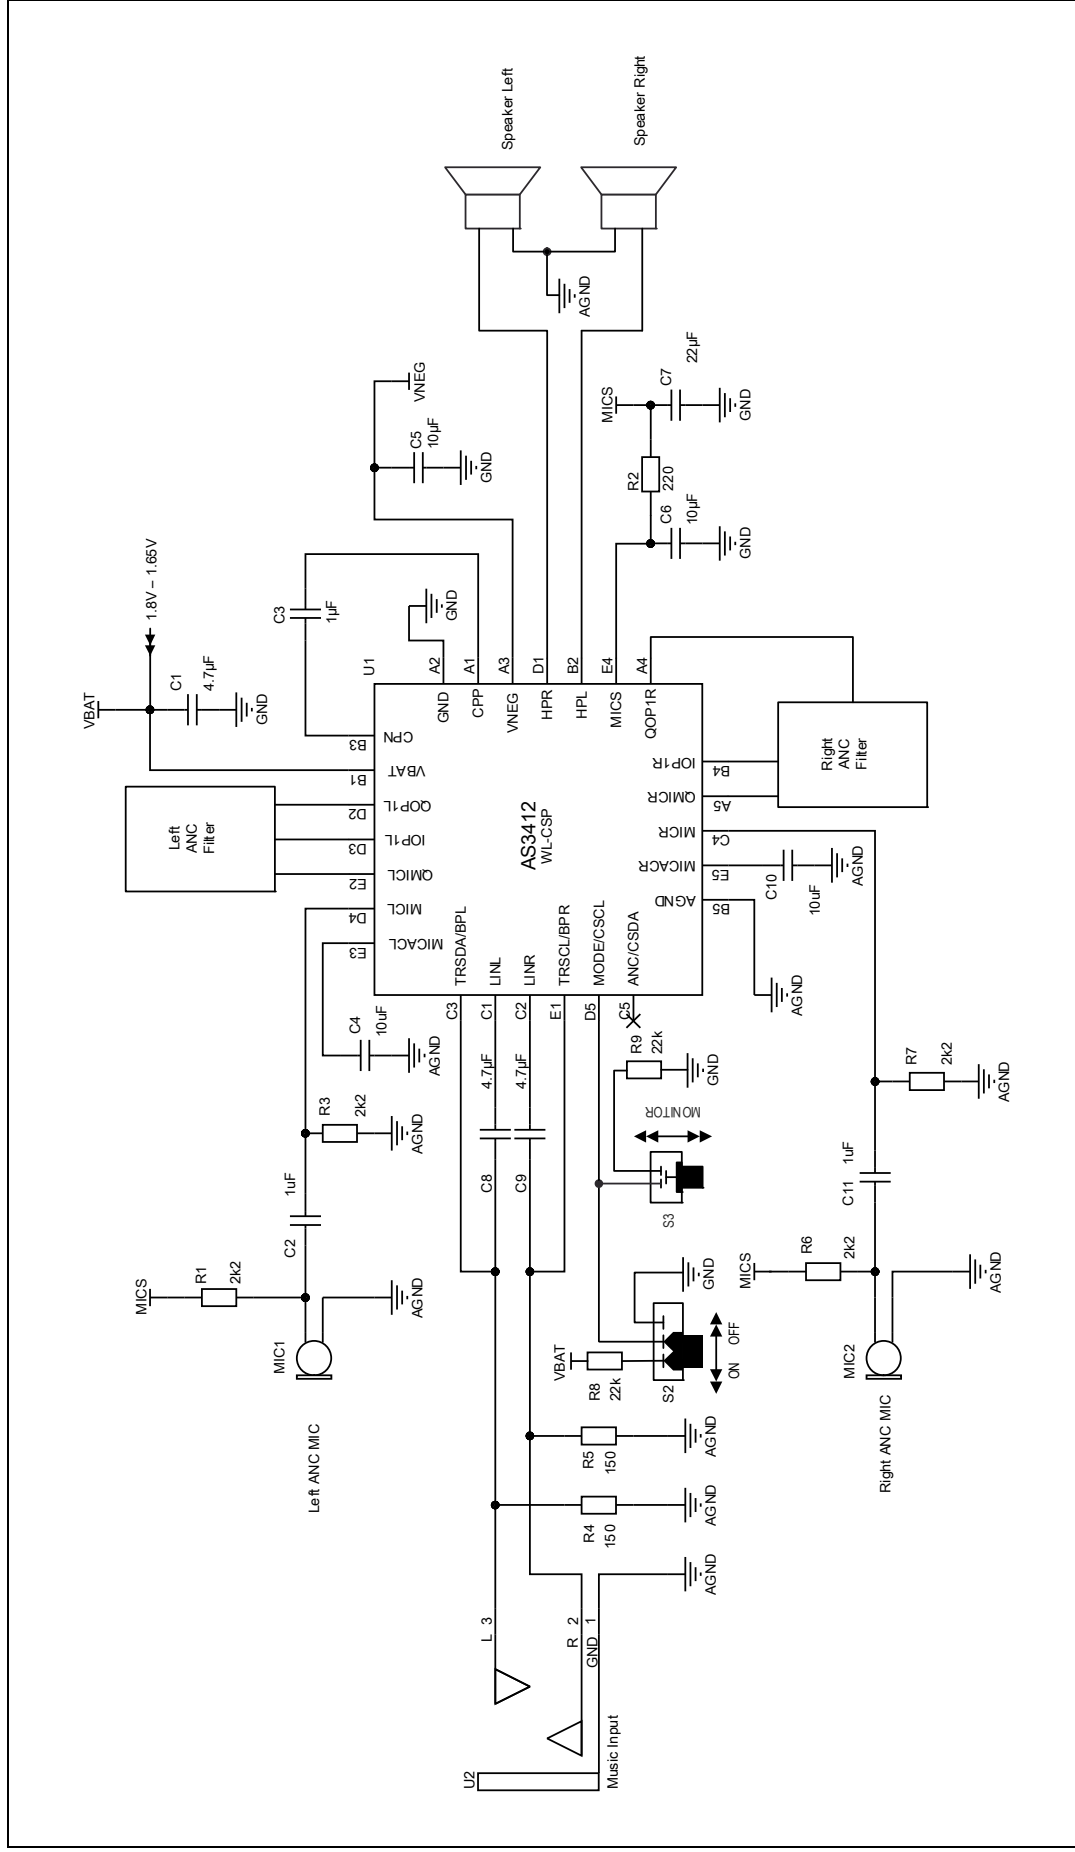 Speaker Left
Speaker Right
AGND
VNEG
C5
10µF
GND
MICS
C7
22µF
GND
R2
220
C6
10µF
GND
1.8V – 1.65V
VBAT
C1
4.7µF
GND
C3
1µF
GND
U1
A2
A1
A3
D1
B2
E4
A4
GND
CPP
VNEG
HPR
HPL
MICS
QOP1R
B3
CPN
B1
VBAT
D2
QOP1L
D3
IOP1L
E2
QMICL
D4
MICL
E3
MICACL
Left
ANC
Filter
AS3412
WL-CSP
IOP1R
B4
QMICR
A5
MICR
C4
MICACR
E5
AGND
B5
Right
ANC
Filter
C10
10uF
AGND
AGND
TRSDA/BPL
LINL
LINR
TRSCL/BPR
MODE/CSCL
ANC/CSDA
C3
C1
C2
E1
D5
C5
C4
10uF
AGND
R3
2k2
AGND
C2
1uF
MICS
R1
2k2
AGND
MIC1
Left ANC MIC
C8
4.7µF
C9
4.7µF
R9
22k
GND
MONITOR
S3
GND
VBAT
R8
22k
S2
ON
OFF
R7
2k2
AGND
C11
1uF
MICS
R6
2k2
AGND
MIC2
Right ANC MIC
R5
150
AGND
R4
150
AGND
AGND
L 3
R 2
GND 1
U2
Music Input